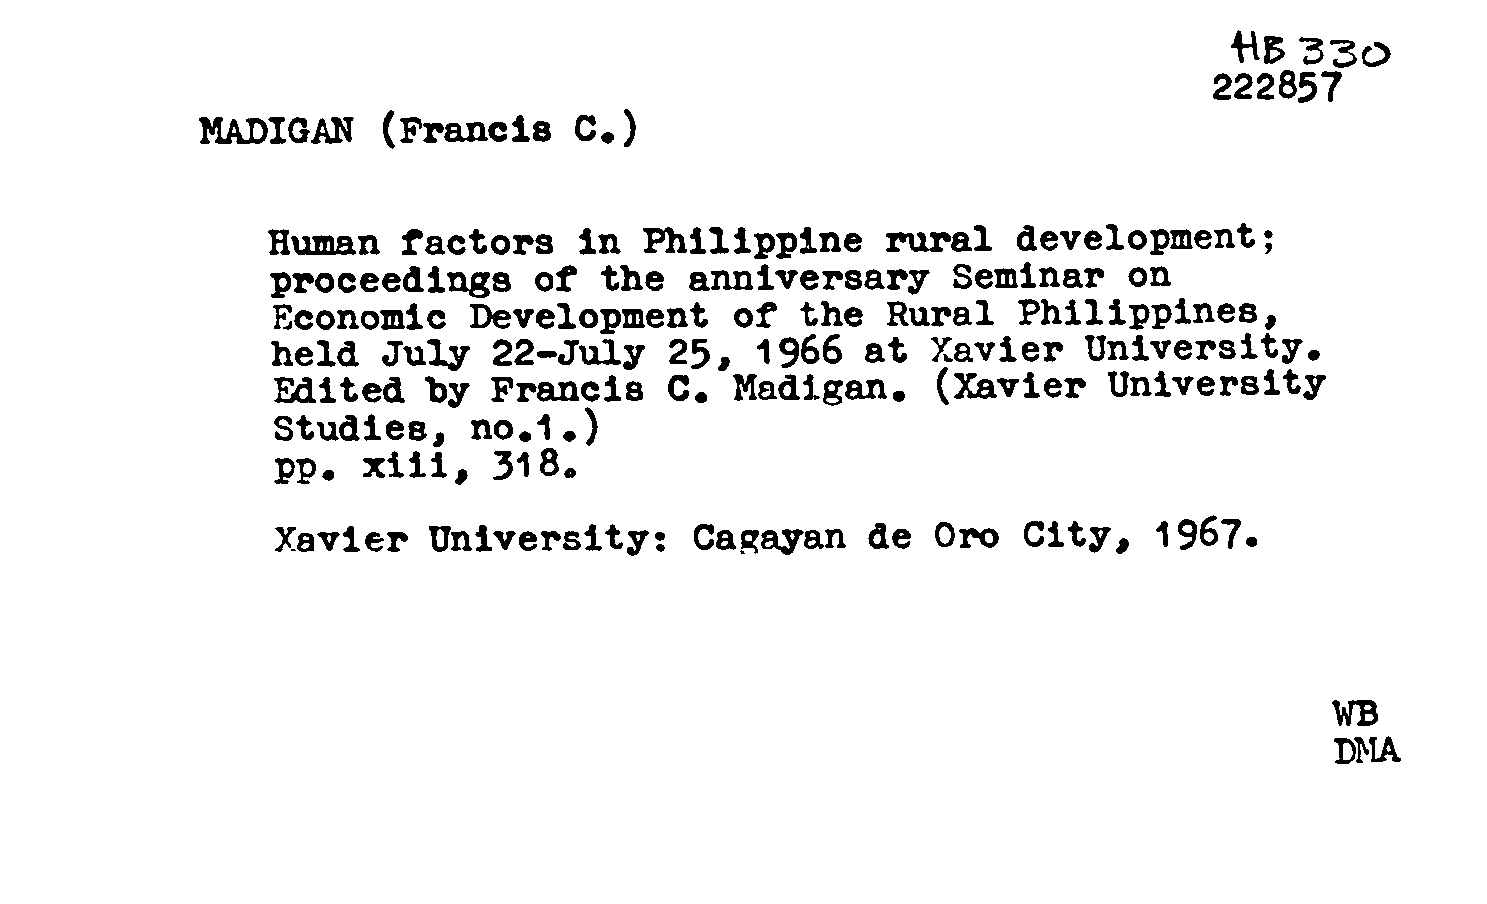 HB 330
222857
MADIGAN (Francis C.)
Human factors in Philippine rural development;
proceedings of the anniversary Seminar on
Economic Development of the Rural Philippines,
held July 22-July 25, 1966 at Xavier University.
Edited by Francis C. Madigan. (Xavier University
Studies, no.1.)
pp. xiii, 318.
Xavier University: Cagayan de Oro City, 1967.
WB
DMA